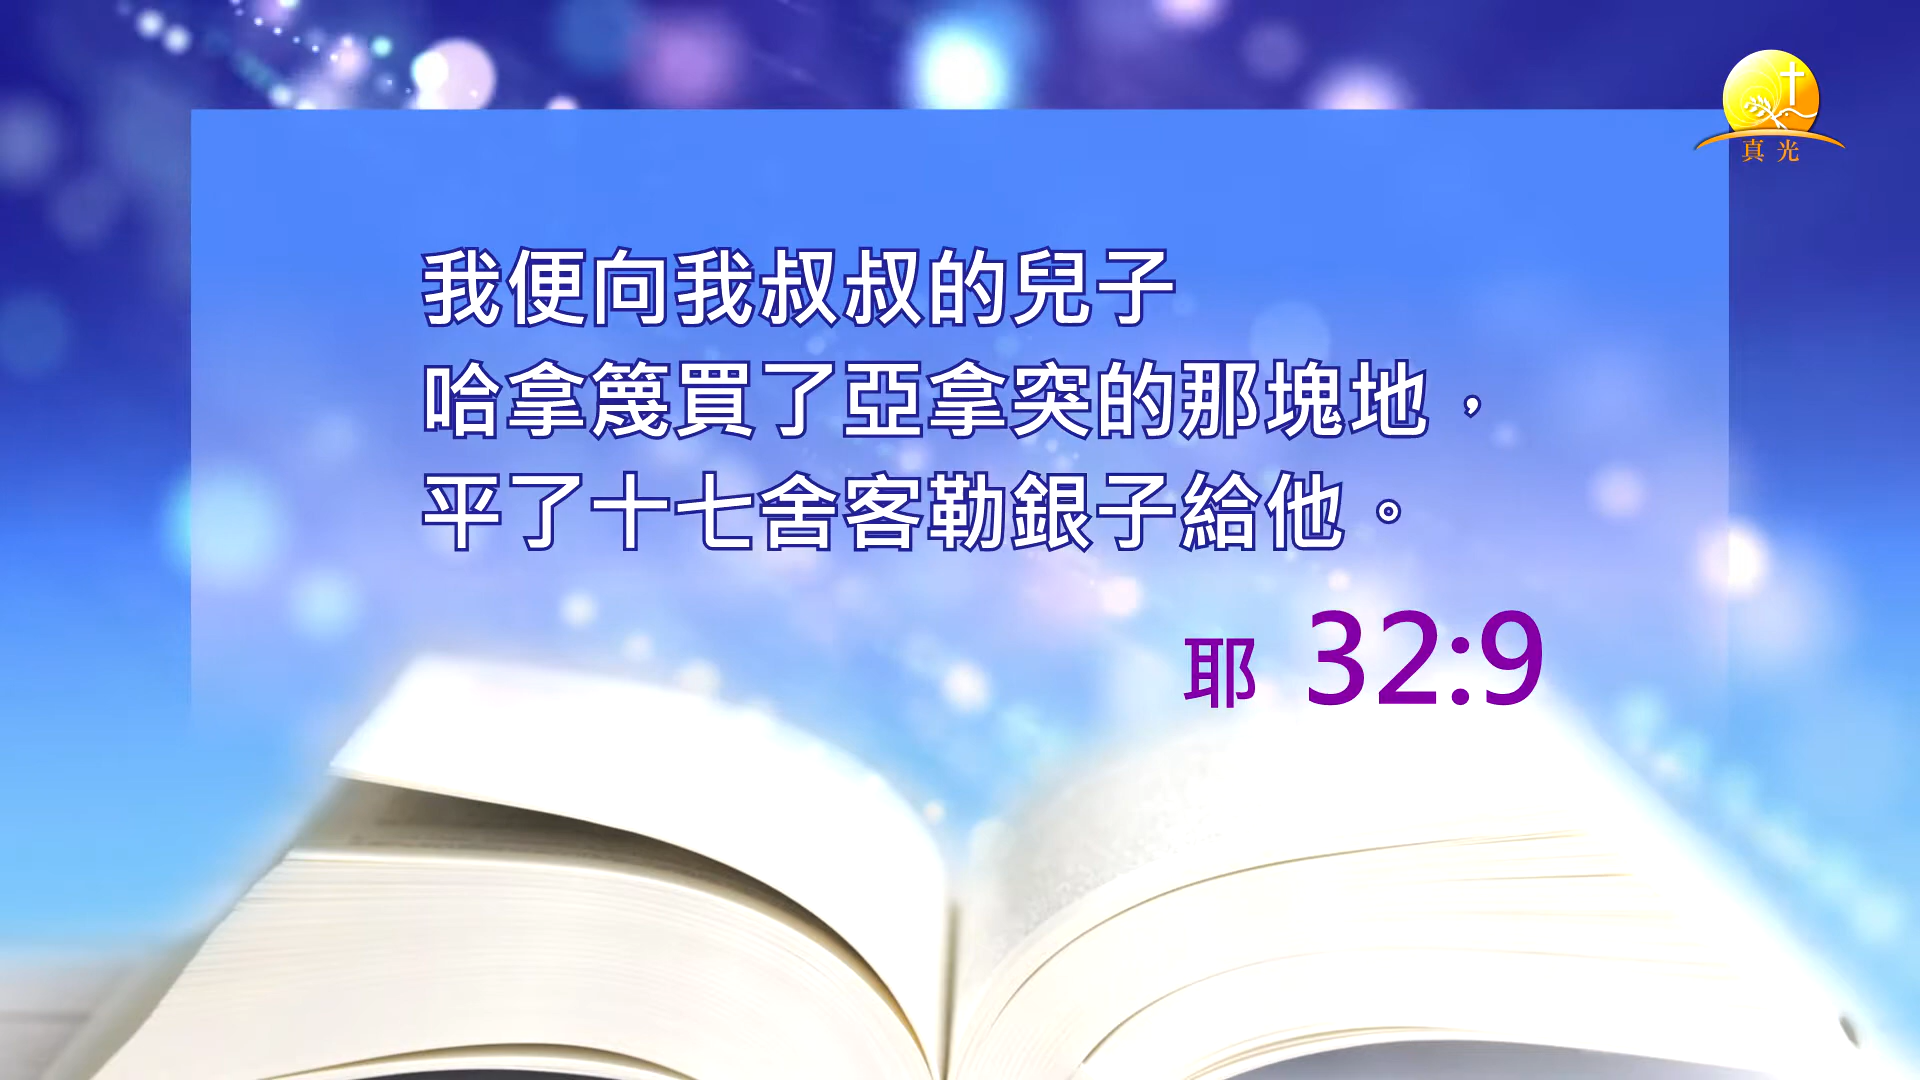 真光
我便向我叔叔的兒子
哈拿篾買了亞拿突的那塊地，
平了十七舍客勒銀子給他。
耶 32:9